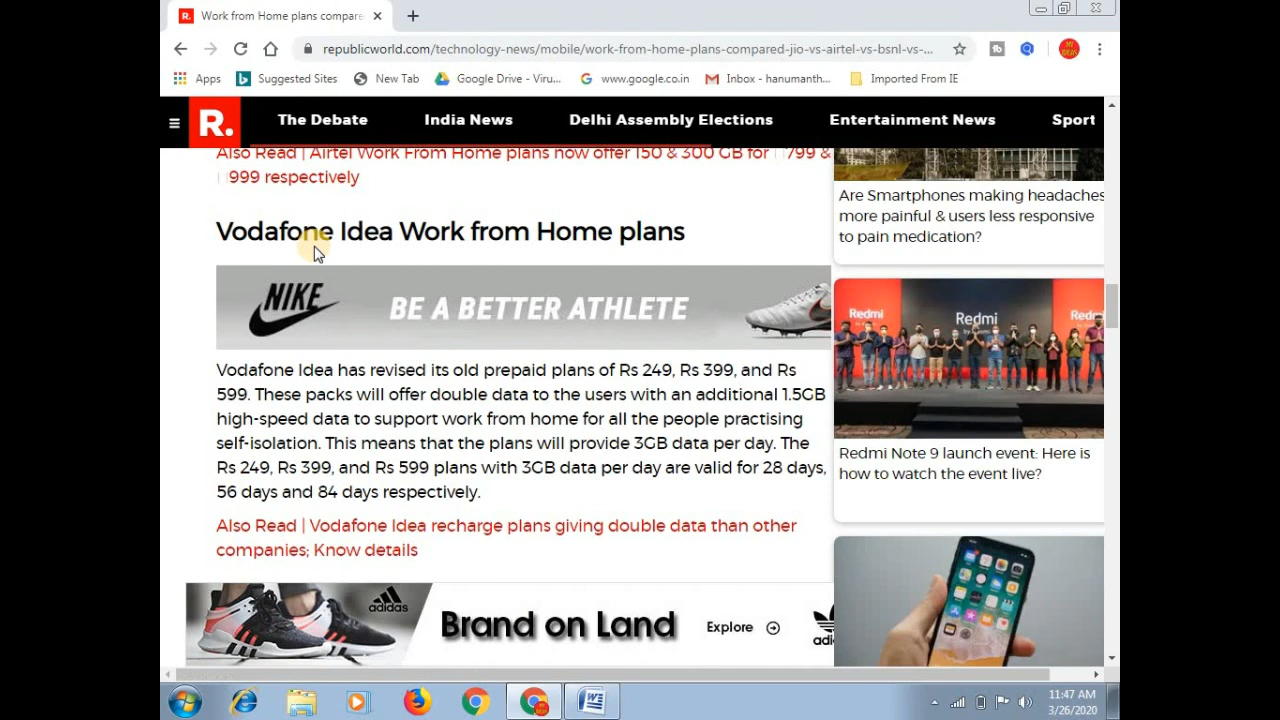 R. Work from Home plans compare
republicworld.com/technology-news/mobile/work-from-home-plans-compared-jio-vs-airtel-vs-bsnl-vs-...
Apps Suggested Sites New Tab Google Drive - Viru... www.google.co.in Inbox - hanumanth... Imported From IE
R. The Debate India News Delhi Assembly Elections Entertainment News Sport
Also Read | Airtel Work From Home plans now offer 150 & 300 GB for 799 &
999 respectively
Vodafone Idea Work from Home plans
NIKE BE A BETTER ATHLETE
Vodafone Idea has revised its old prepaid plans of Rs 249, Rs 399, and Rs
599. These packs will offer double data to the users with an additional 1.5GB
high-speed data to support work from home for all the people practising
self-isolation. This means that the plans will provide 3GB data per day. The
Rs 249, Rs 399, and Rs 599 plans with 3GB data per day are valid for 28 days,
56 days and 84 days respectively.
Also Read | Vodafone Idea recharge plans giving double data than other
companies; Know details
adidas Brand on Land Explore adi
Are Smartphones making headaches
more painful & users less responsive
to pain medication?
Redmi Redmi Redmi
Redmi Note 9 launch event: Here is
how to watch the event live?
11:47 AM
3/26/2020